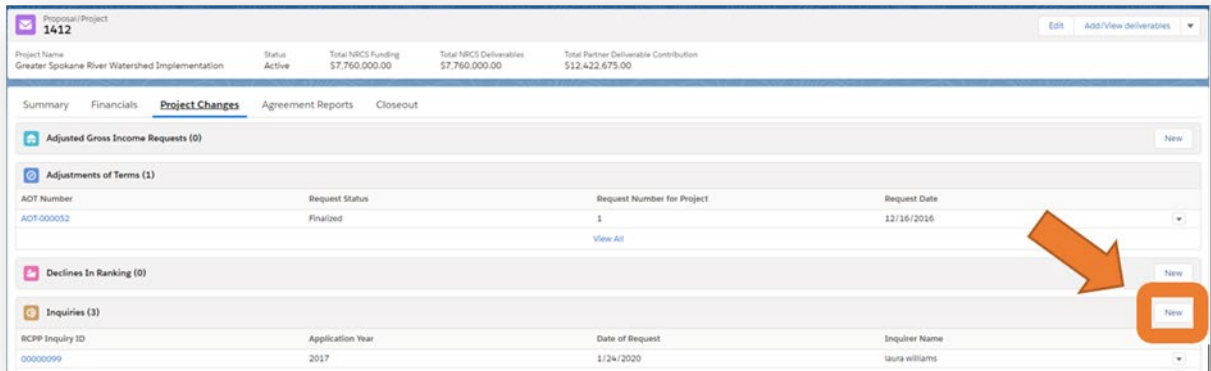 Proposal/Project
1412
Edit Add/View deliverables
Project Name Status Total NRCS Funding Total NRCS Deliverables Total Partner Deliverable Contribution
Greater Spokane River Watershed Implementation Active $7,760,000.00 $7,760,000.00 $12,422,675.00
Summary Financials Project Changes Agreement Reports Closeout
Adjusted Gross Income Requests (0) New
Adjustments of Terms (1)
AOT Number Request Status Request Number for Project Request Date
AOT-000052 Finalized 1 12/16/2016
View All
Declines In Ranking (0) New
Inquiries (3) New
RCPP Inquiry ID Application Year Date of Request Inquirer Name
00000099 2017 1/24/2020 laura williams